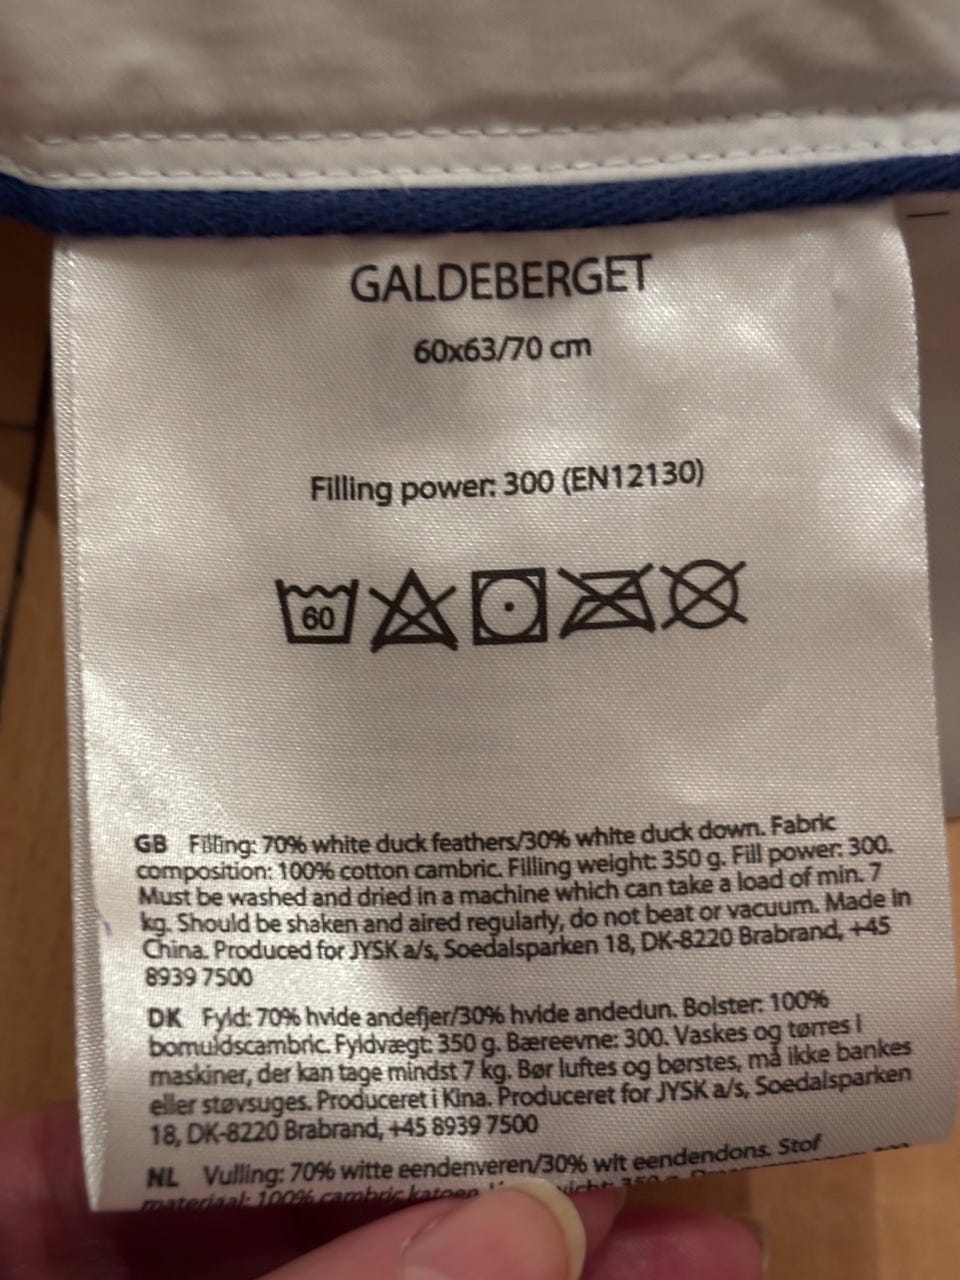 GALDEBERGET
60x63/70 cm
Filling power: 300 (EN12130)
60
GB Filling: 70% white duck feathers/30% white duck down. Fabric
composition: 100% cotton cambric. Filling weight: 350 g. Fill power: 300.
Must be washed and dried in a machine which can take a load of min. 7
kg. Should be shaken and aired regularly, do not beat or vacuum. Made in
China. Produced for JYSK a/s, Soedalsparken 18, DK-8220 Brabrand, +45
8939 7500
DK Fyld: 70% hvide andefjer/30% hvide andedun. Bolster: 100%
bomuldscambric. Fyldvægt: 350 g. Bæreevne: 300. Vaskes og tørres i
maskiner, der kan tage mindst 7 kg. Bør luftes og børstes, må ikke bankes
eller støvsuges. Produceret i Kina. Produceret for JYSK a/s, Soedalsparken
18, DK-8220 Brabrand, +45 8939 7500
NL Vulling: 70% witte eendenveren/30% wit eendendons. Stof
materiaal: 100% cambric katoen 350 g.